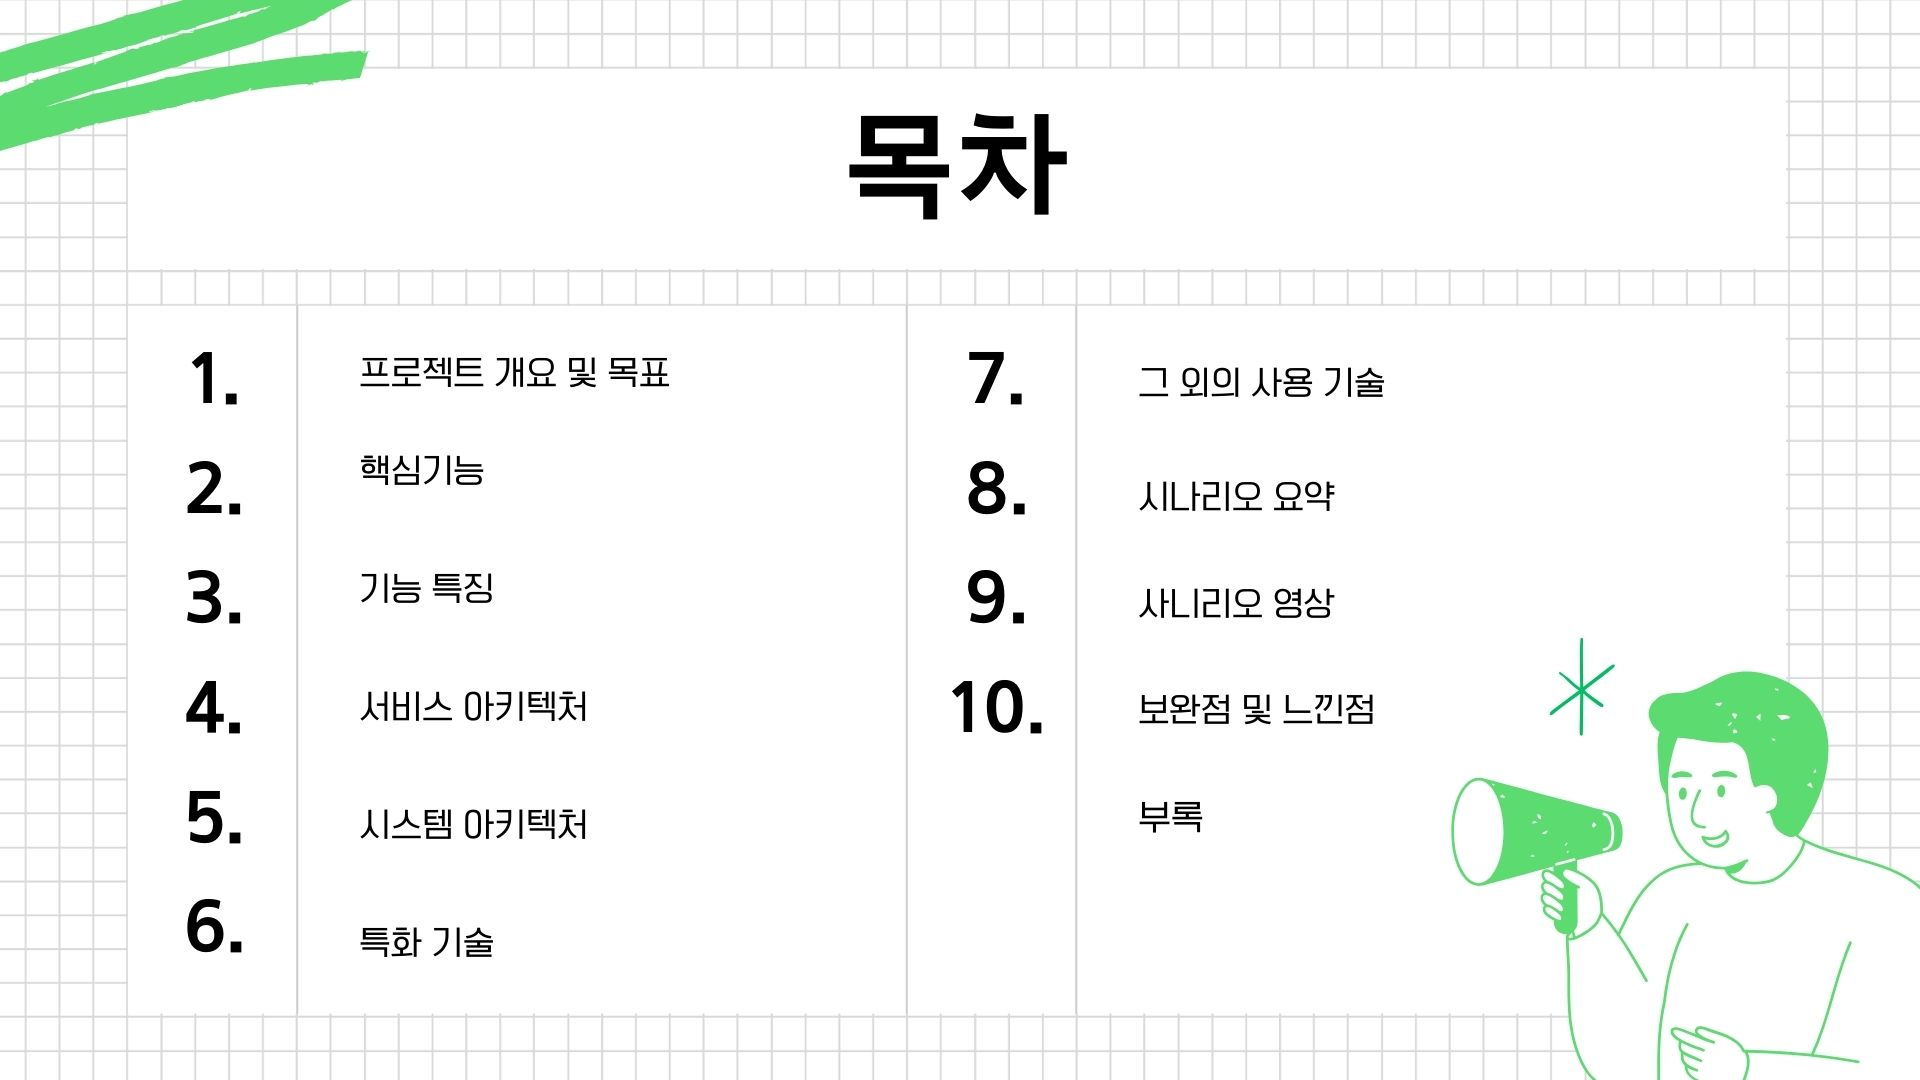 목차
1. 프로젝트 개요 및 목표
2. 핵심기능
3. 기능 특징
4. 서비스 아키텍처
5. 시스템 아키텍처
6. 특화 기술
7. 그 외의 사용 기술
8. 시나리오 요약
9. 사니리오 영상
10. 보완점 및 느낀점
부록